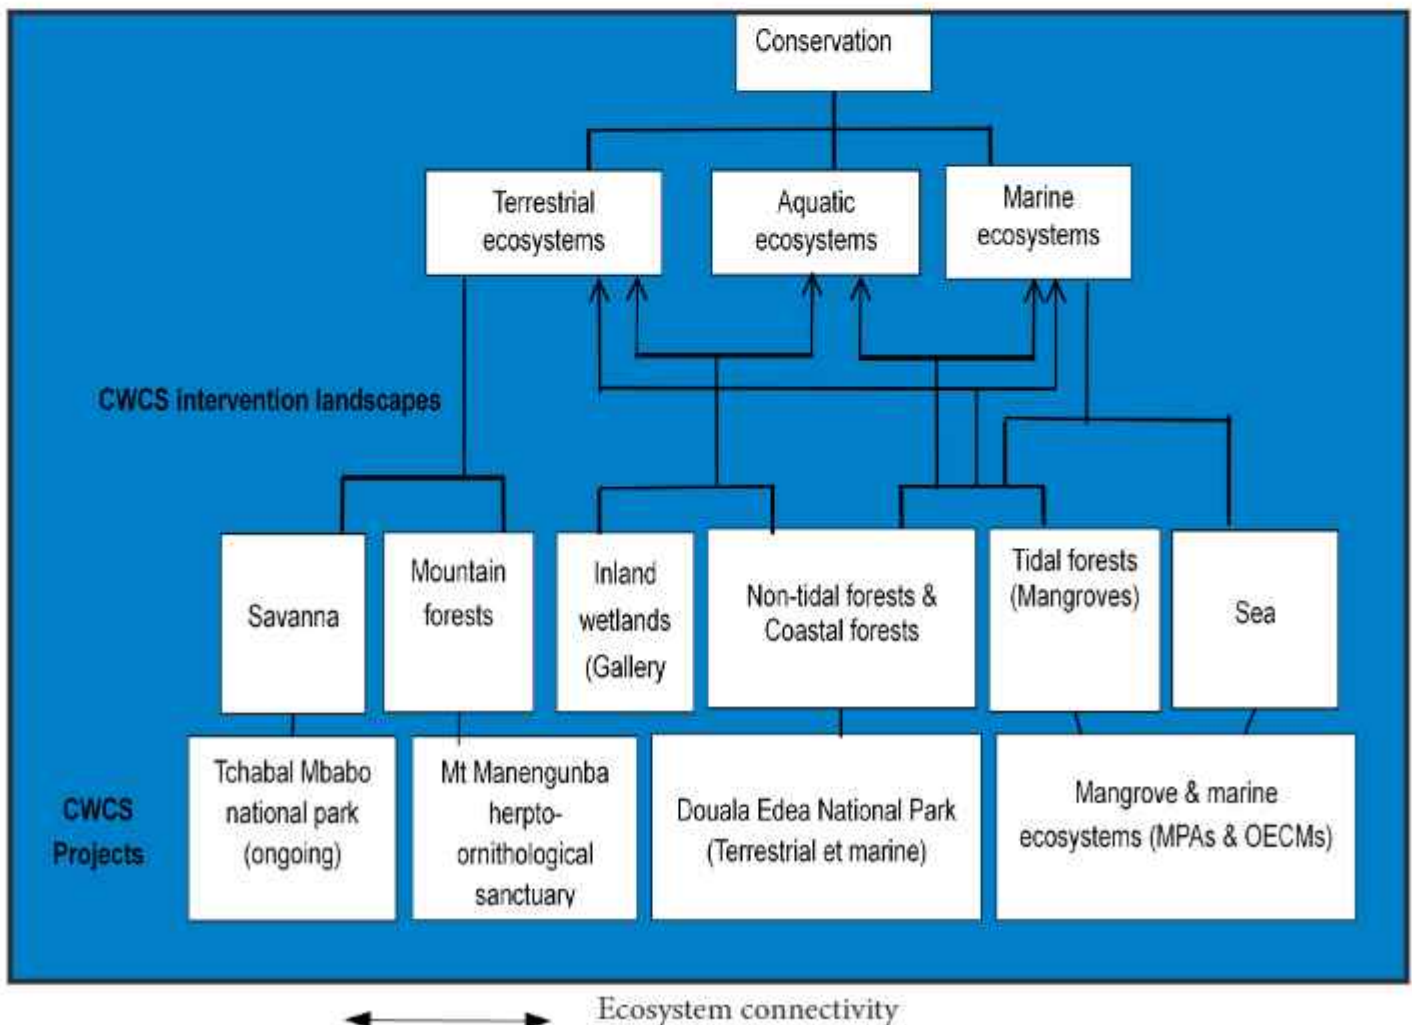 Conservation
Terrestrial
ecosystems
Aquatic
ecosystems
Marine
ecosystems
CWCS intervention landscapes
Savanna
Mountain
forests
Inland
wetlands
(Gallery
Non-tidal forests &
Coastal forests
Tidal forests
(Mangroves)
Sea
CWCS
Projects
Tchabal Mbabo
national park
(ongoing)
Mt Manengunba
herpto-
ornithological
sanctuary
Douala Edea National Park
(Terrestrial et marine)
Mangrove & marine
ecosystems (MPAs & OECMs)
Ecosystem connectivity